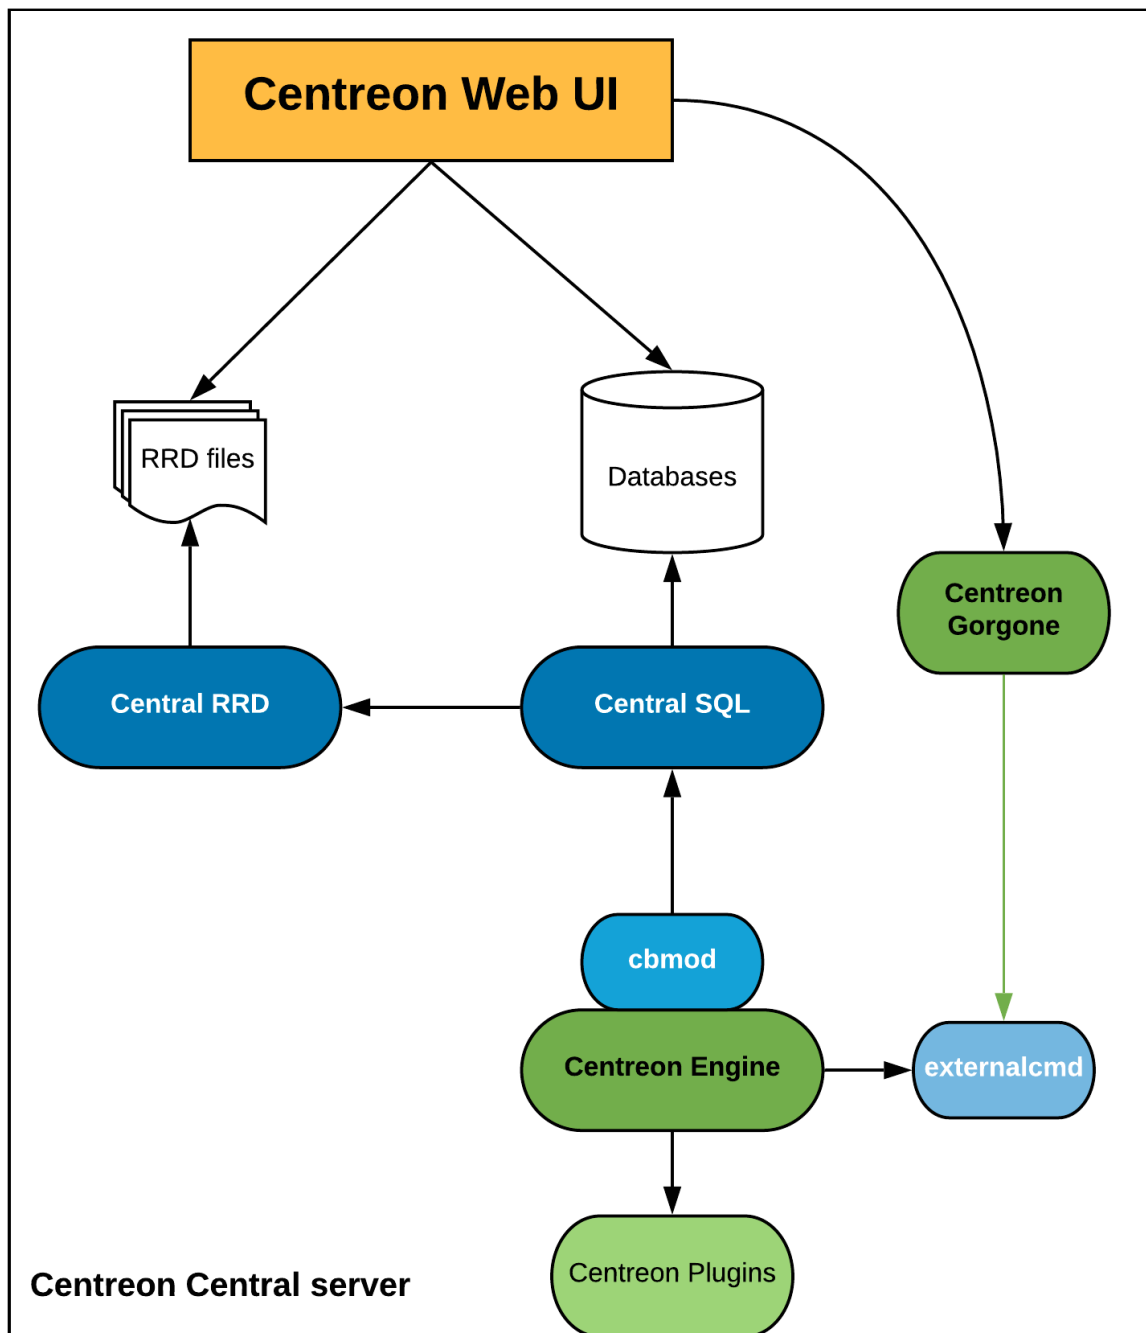 Centreon Web UI
RRD files
Databases
Centreon
Gorgone
Central RRD
Central SQL
cbmod
Centreon Engine
externalcmd
Centreon Plugins
Centreon Central server